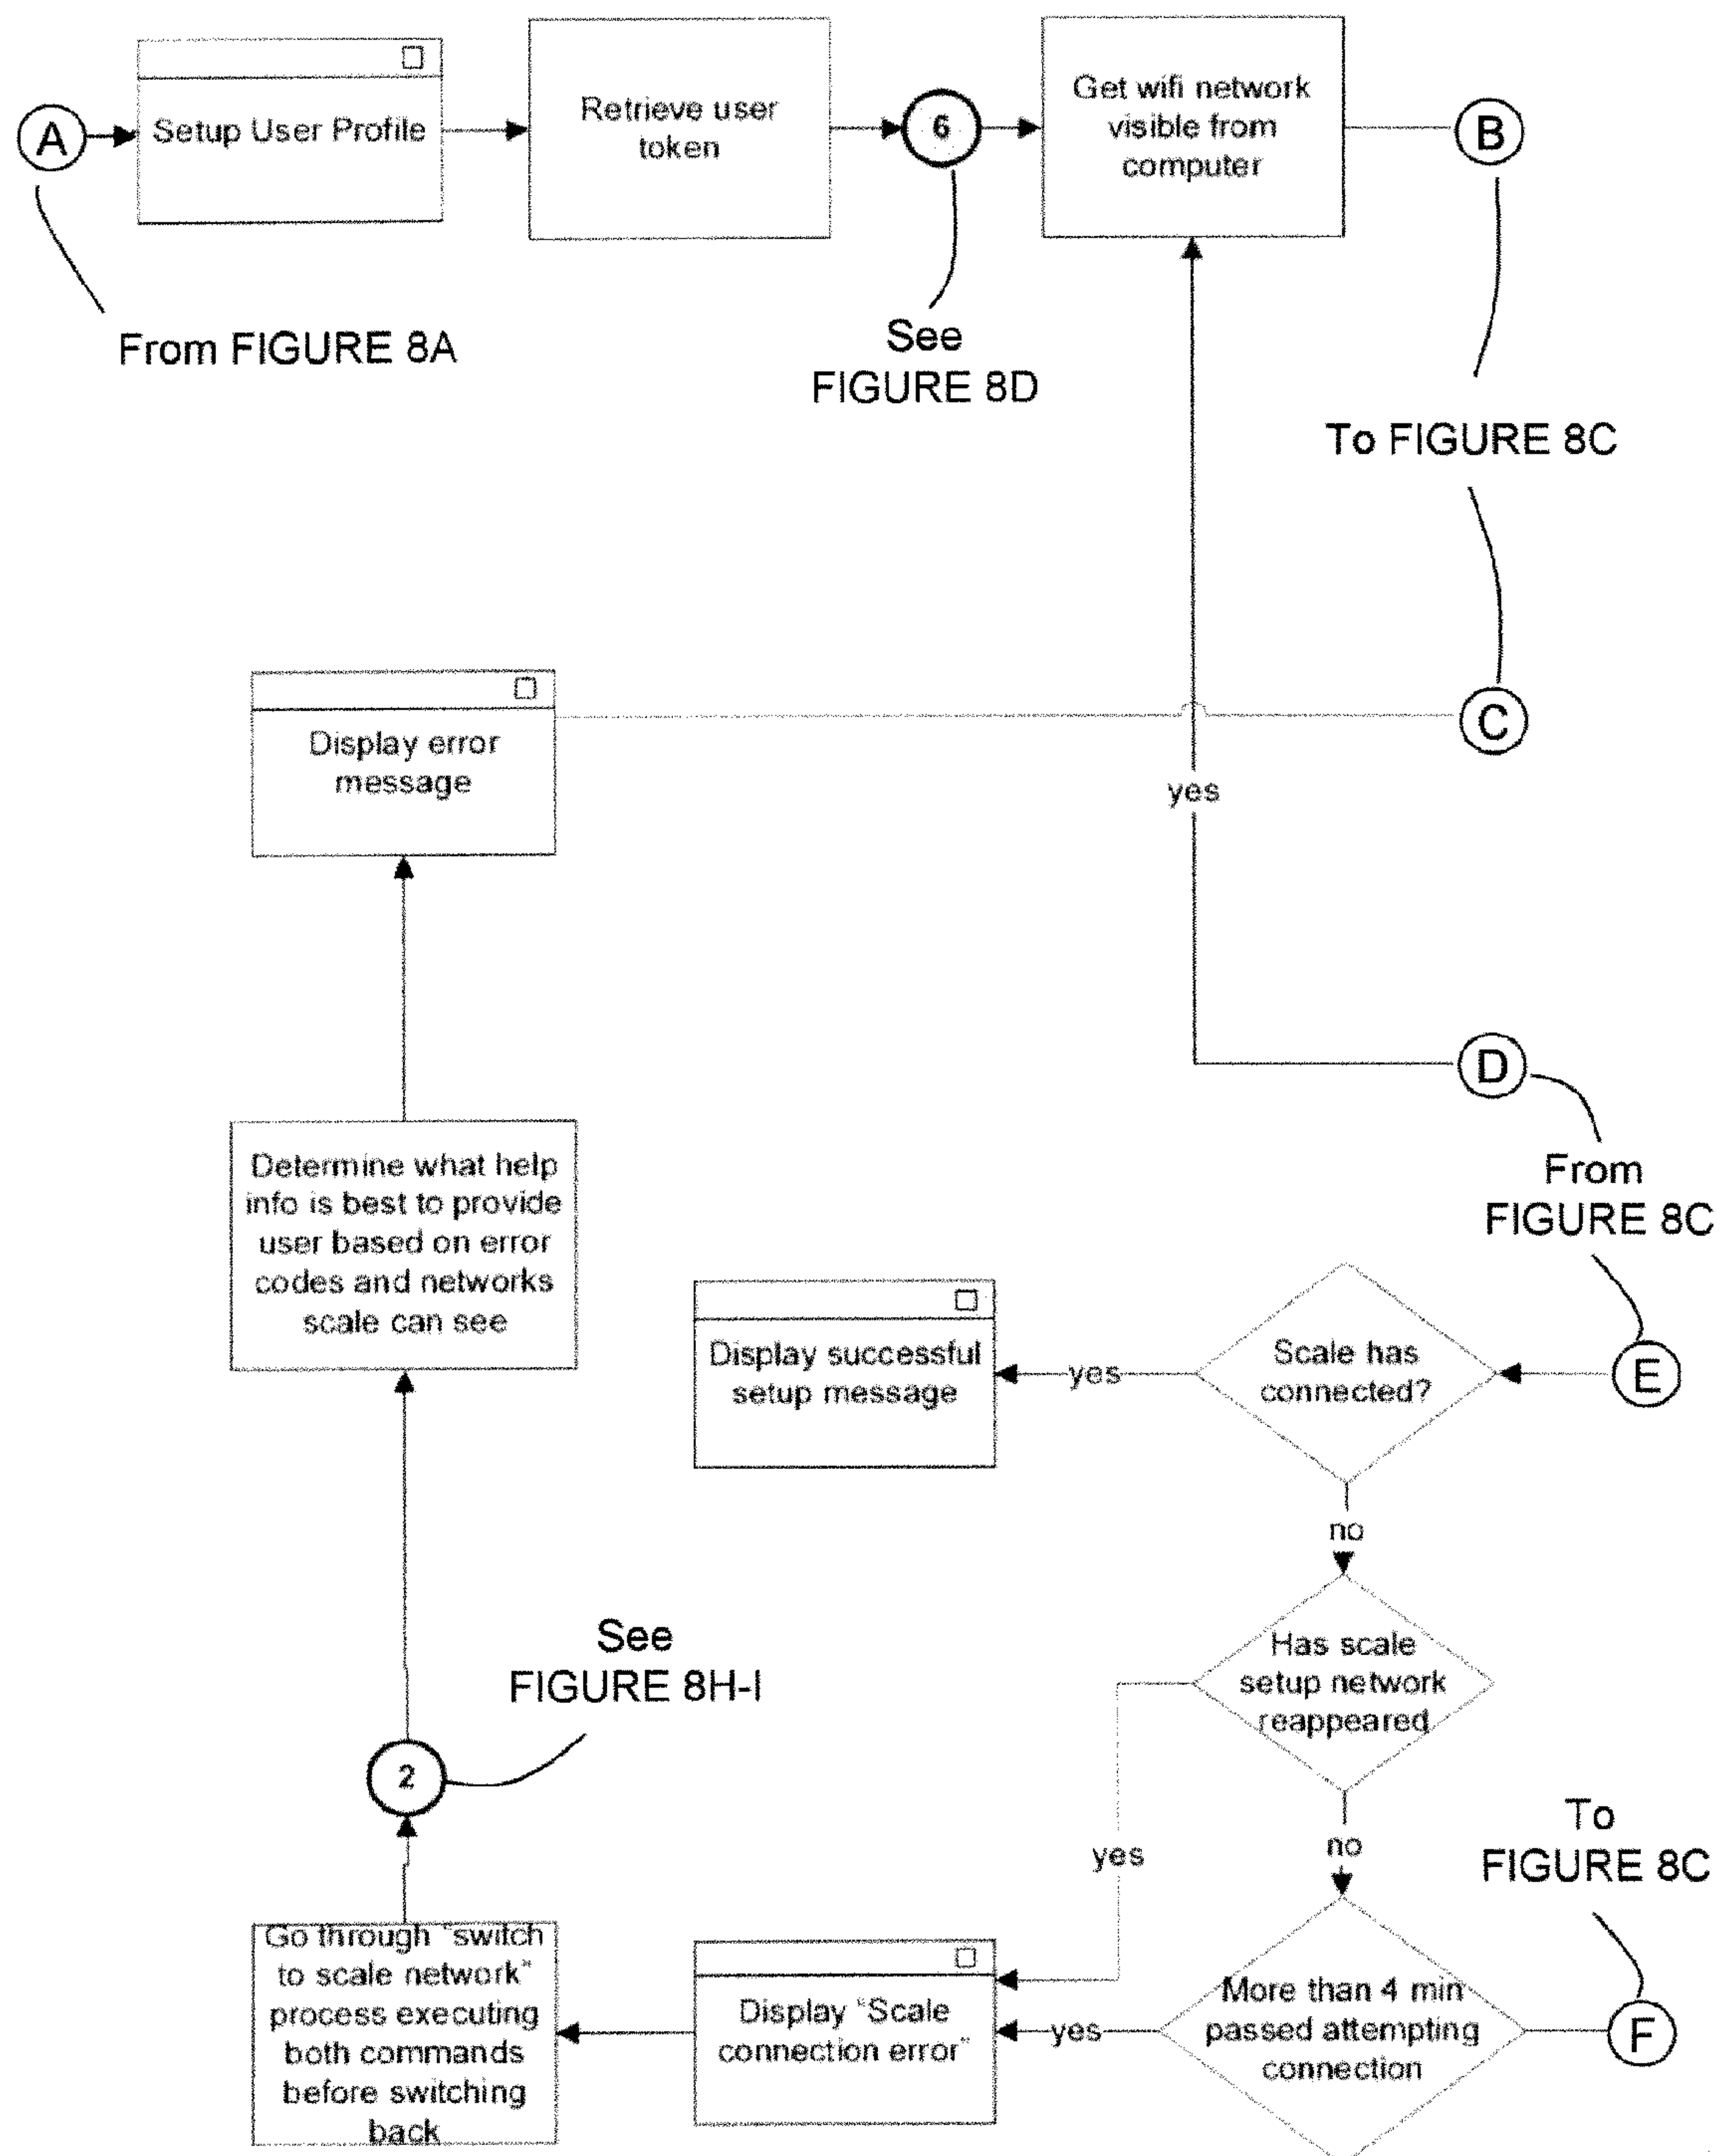 A
Setup User Profile
Retrieve user
token
6
Get wifi network
visible from
computer
B
From FIGURE 8A
See
FIGURE 8D
To FIGURE 8C
Display error
message
C
yes
D
From
FIGURE 8C
Determine what help
info is best to provide
user based on error
codes and networks
scale can see
Display successful
setup message
yes
Scale has
connected?
E
no
Has scale
setup network
reappeared
See
FIGURE 8H-I
2
yes
no
To
FIGURE 8C
Go through "switch
to scale network"
process executing
both commands
before switching
back
Display "Scale
connection error"
yes
More than 4 min
passed attempting
connection
F